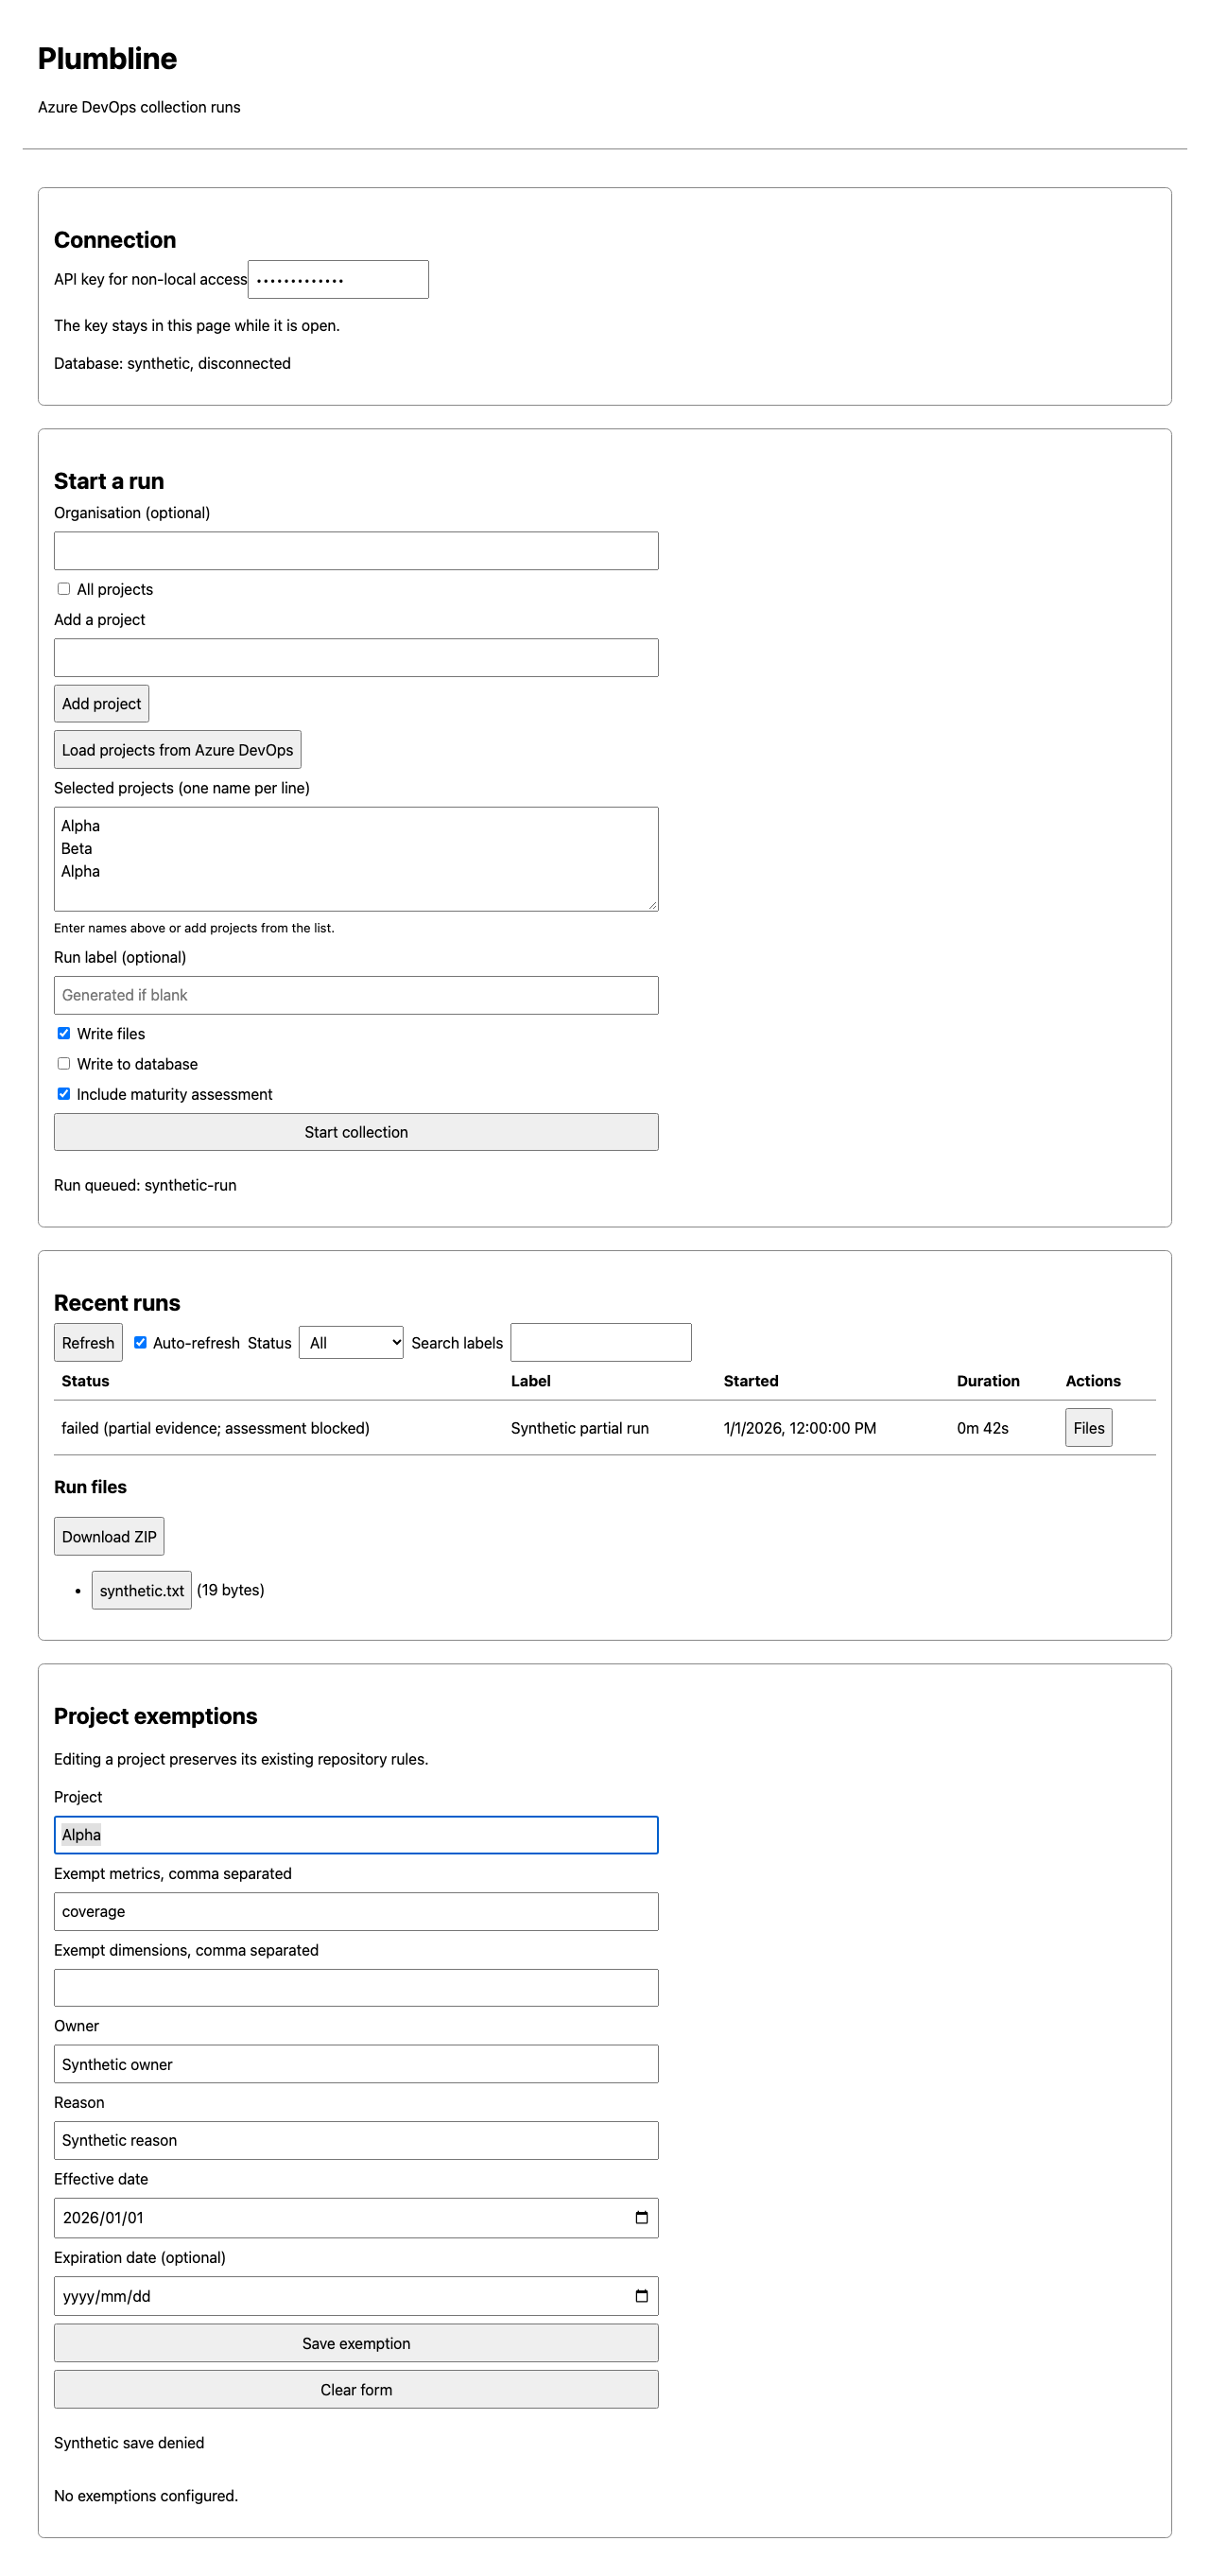 Plumbline
Azure DevOps collection runs
Connection
API key for non-local access •••••••••••••
The key stays in this page while it is open.
Database: synthetic, disconnected
Start a run
Organisation (optional)
All projects
Add a project
Add project
Load projects from Azure DevOps
Selected projects (one name per line)
Alpha
Beta
Alpha
Enter names above or add projects from the list.
Run label (optional)
Generated if blank
Write files
Write to database
Include maturity assessment
Start collection
Run queued: synthetic-run
Recent runs
Refresh Auto-refresh Status All Search labels
Status Label Started Duration Actions
failed (partial evidence; assessment blocked) Synthetic partial run 1/1/2026, 12:00:00 PM 0m 42s Files
Run files
Download ZIP
• synthetic.txt (19 bytes)
Project exemptions
Editing a project preserves its existing repository rules.
Project
Alpha
Exempt metrics, comma separated
coverage
Exempt dimensions, comma separated
Owner
Synthetic owner
Reason
Synthetic reason
Effective date
2026/01/01
Expiration date (optional)
yyyy/mm/dd
Save exemption
Clear form
Synthetic save denied
No exemptions configured.